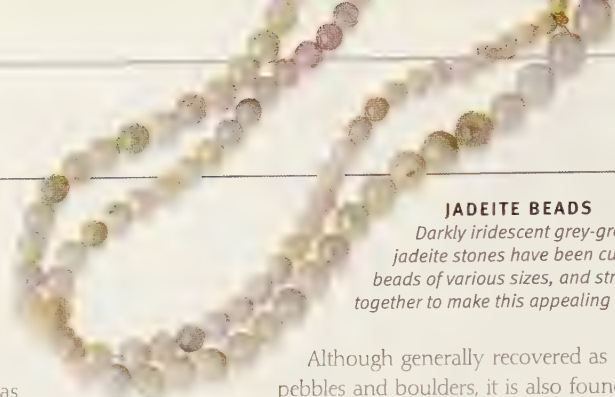 JADEITE BEADS
Darkly iridescent grey-gr
jadeite stones have been cu
beads of various sizes, and str
together to make this appealing
Although generally recovered as
pebbles and boulders, it is also foun
as